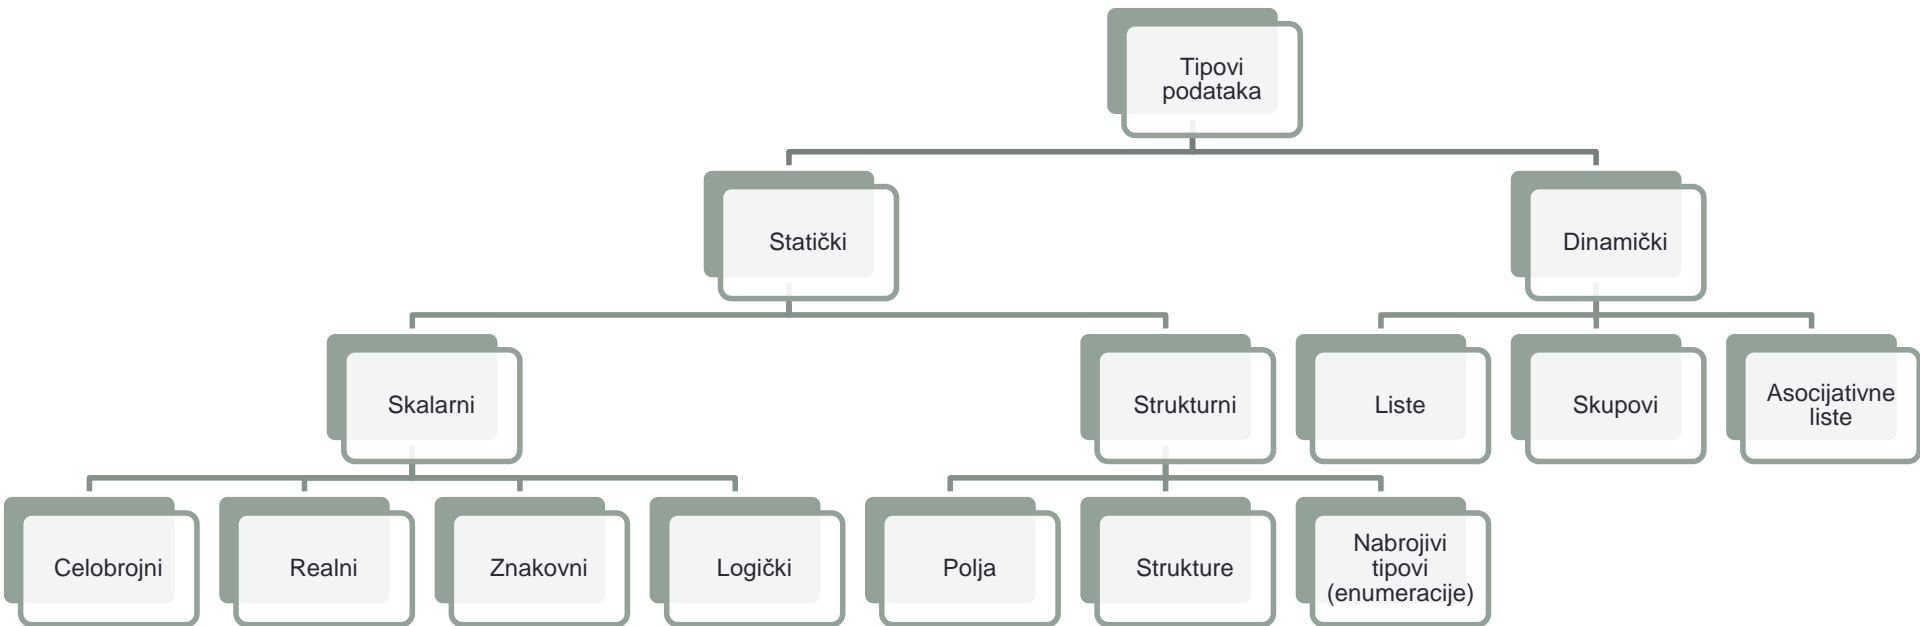 Tipovi
podataka
Statički
Dinamički
Skalarni
Strukturni
Liste
Skupovi
Asocijativne
liste
Celobrojni
Realni
Znakovni
Logički
Polja
Strukture
Nabrojivi
tipovi
(enumeracije)